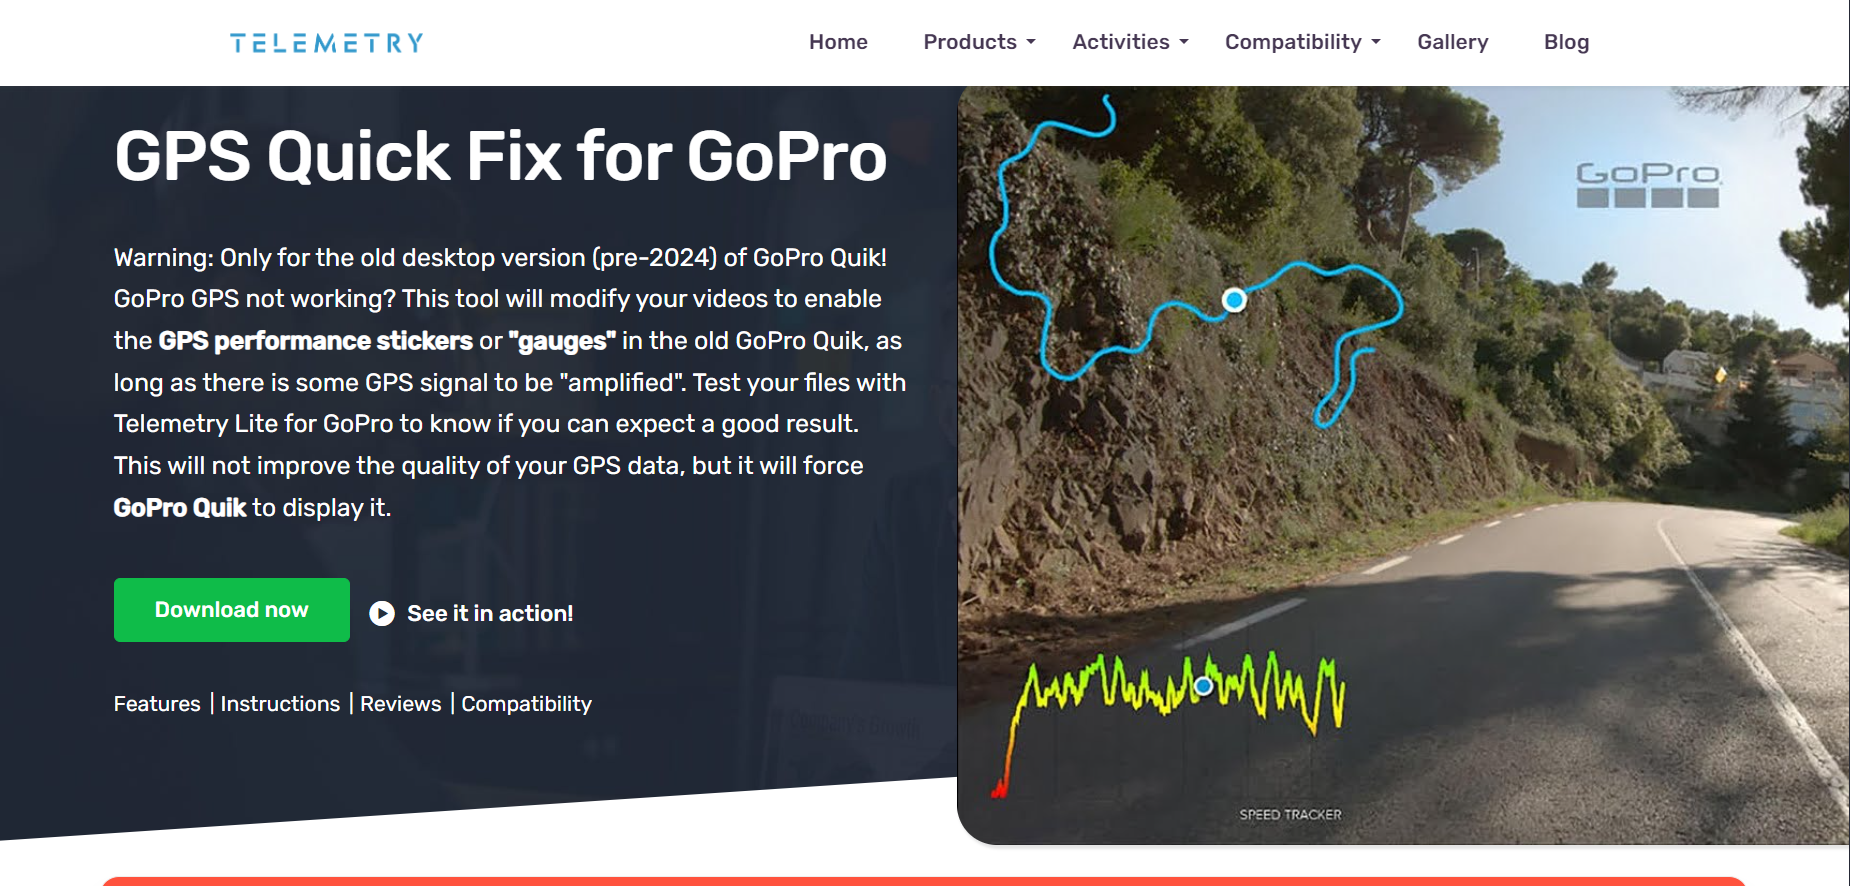 TELEMETRY
Home
Products
Activities
Compatibility
Gallery
Blog
GPS Quick Fix for GoPro
Warning: Only for the old desktop version (pre-2024) of GoPro Quik!
GoPro GPS not working? This tool will modify your videos to enable
the GPS performance stickers or "gauges" in the old GoPro Quik, as
long as there is some GPS signal to be "amplified". Test your files with
Telemetry Lite for GoPro to know if you can expect a good result.
This will not improve the quality of your GPS data, but it will force
GoPro Quik to display it.
Download now
See it in action!
Features | Instructions | Reviews | Compatibility
GoPro
SPEED TRACKER